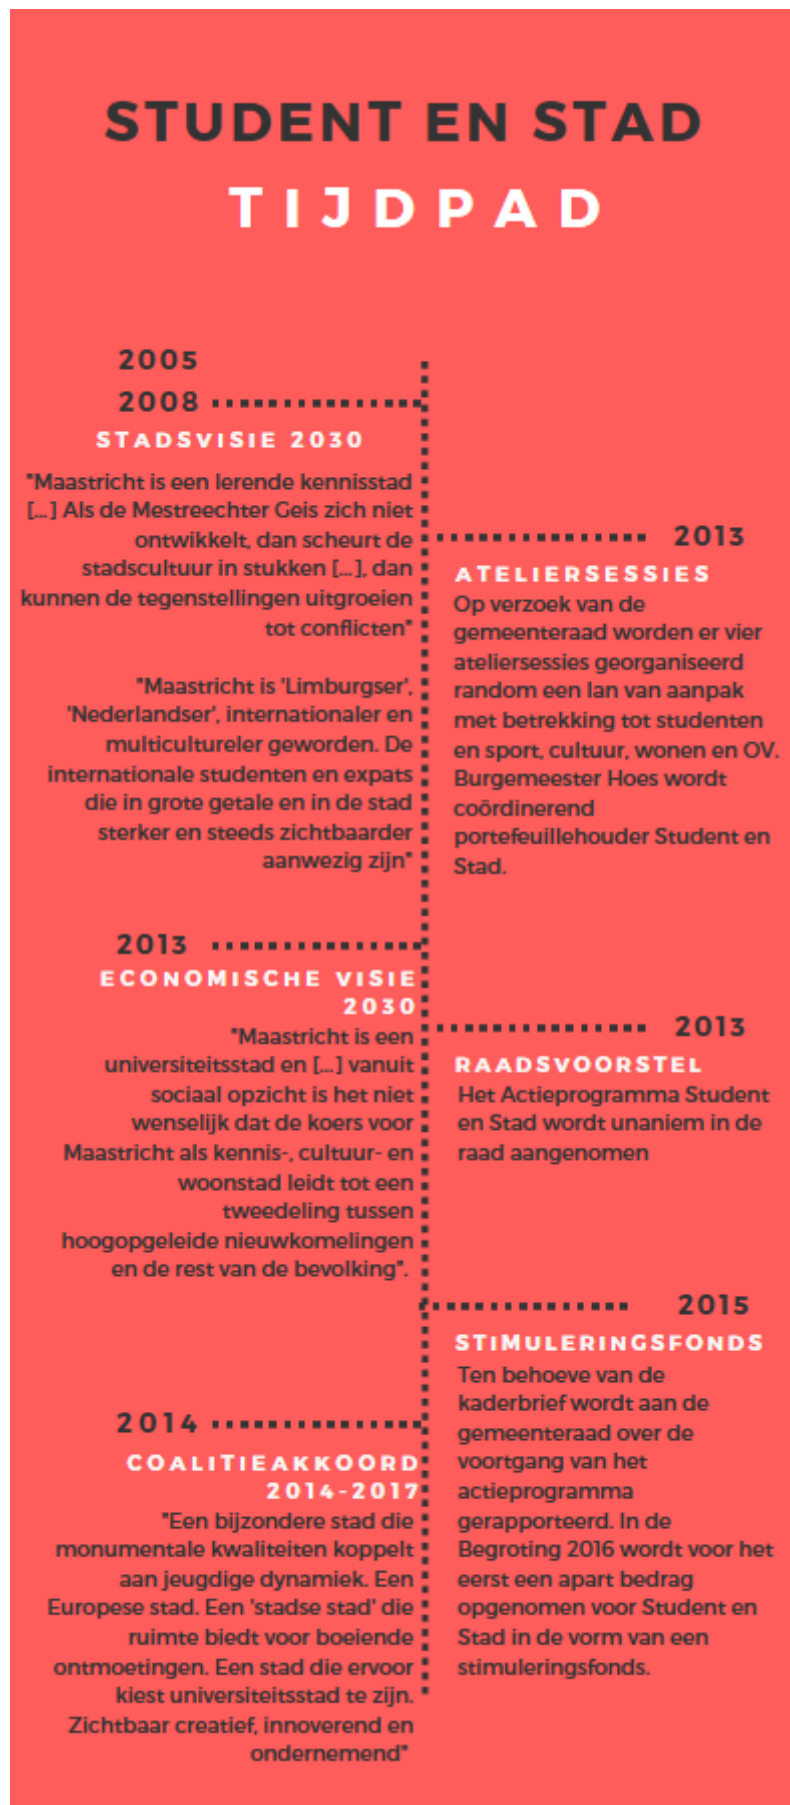 STUDENT EN STAD
TIJDPAD
2005
2008
STADSVISIE 2030
"Maastricht is een lerende kennisstad
[...] Als de Mestreechter Geis zich niet
ontwikkelt, dan scheurt de
stadscultuur in stukken [...], dan
kunnen de tegenstellingen uitgroeien
tot conflicten"
"Maastricht is 'Limburgser',
'Nederlandser', internationaler en
multicultureler geworden. De
internationale studenten en expats
die in grote getale en in de stad
sterker en steeds zichtbaarder
aanwezig zijn"
2013
ATELIERSESSIES
Op verzoek van de
gemeenteraad worden er vier
ateliersessies georganiseerd
random een lan van aanpak
met betrekking tot studenten
en sport, cultuur, wonen en OV.
Burgemeester Hoes wordt
coördinerend
portefeuillehouder Student en
Stad.
2013
ECONOMISCHE VISIE
2030
"Maastricht is een
universiteitsstad en [...] vanuit
sociaal opzicht is het niet
wenselijk dat de koers voor
Maastricht als kennis-, cultuur- en
woonstad leidt tot een
tweedeling tussen
hoogopgeleide nieuwkomelingen
en de rest van de bevolking".
2013
RAADSVOORSTEL
Het Actieprogramma Student
en Stad wordt unaniem in de
raad aangenomen
2014
COALITIEAKKOORD
2014-2017
"Een bijzondere stad die
monumentale kwaliteiten koppelt
aan jeugdige dynamiek. Een
Europese stad. Een 'stadse stad' die
ruimte biedt voor boeiende
ontmoetingen. Een stad die ervoor
kiest universiteitsstad te zijn.
Zichtbaar creatief, innoverend en
ondernemend"
2015
STIMULERINGSFONDS
Ten behoeve van de
kaderbrief wordt aan de
gemeenteraad over de
voortgang van het
actieprogramma
gerapporteerd. In de
Begroting 2016 wordt voor het
eerst een apart bedrag
opgenomen voor Student en
Stad in de vorm van een
stimuleringsfonds.